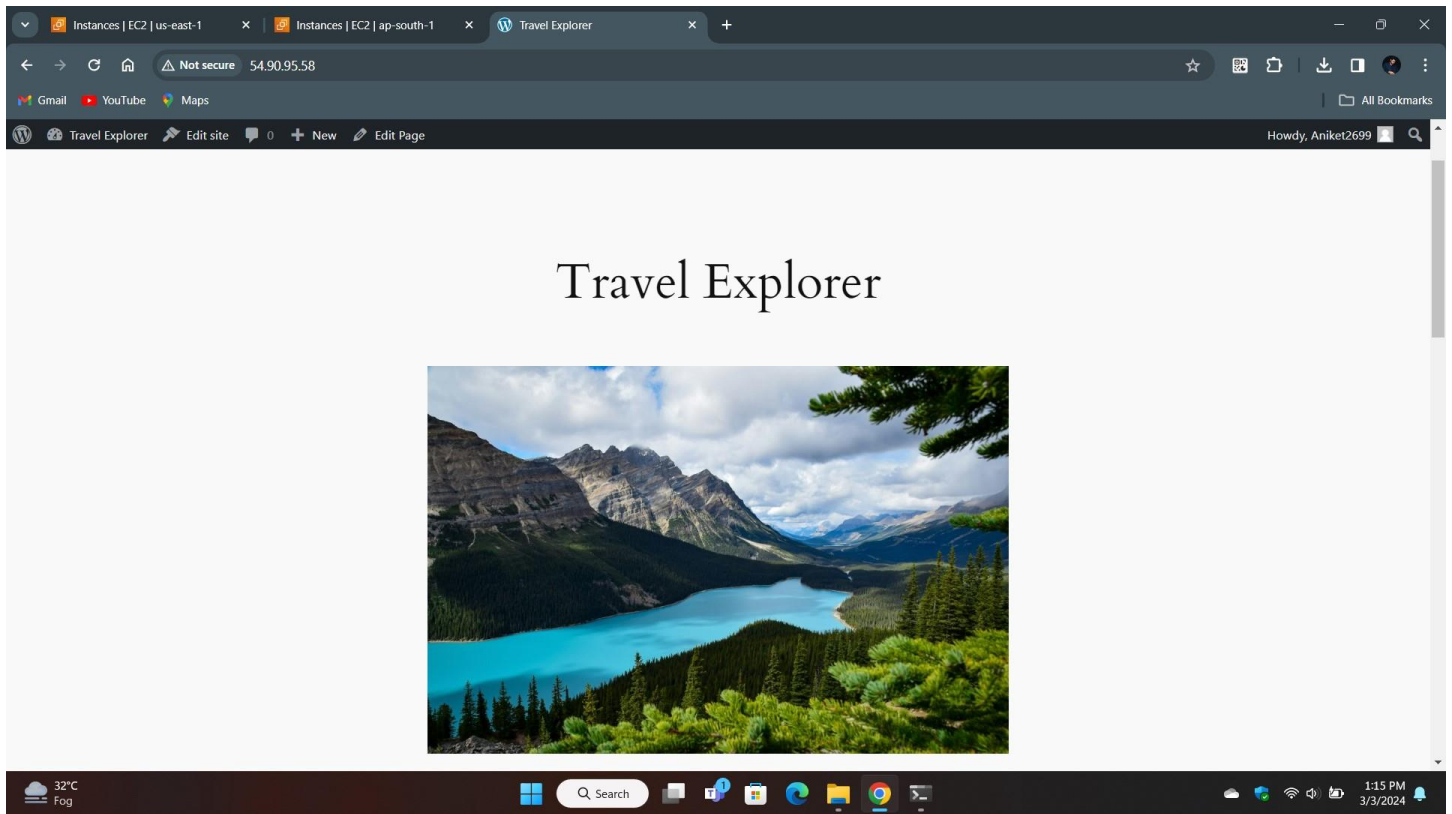 Instances | EC2 | us-east-1
Instances | EC2 | ap-south-1
Travel Explorer
Not secure 54.90.95.58
Gmail YouTube Maps All Bookmarks
Travel Explorer Edit site 0 New Edit Page Howdy, Aniket2699
Travel Explorer
32°C
Fog
Search
1
1:15 PM
3/3/2024